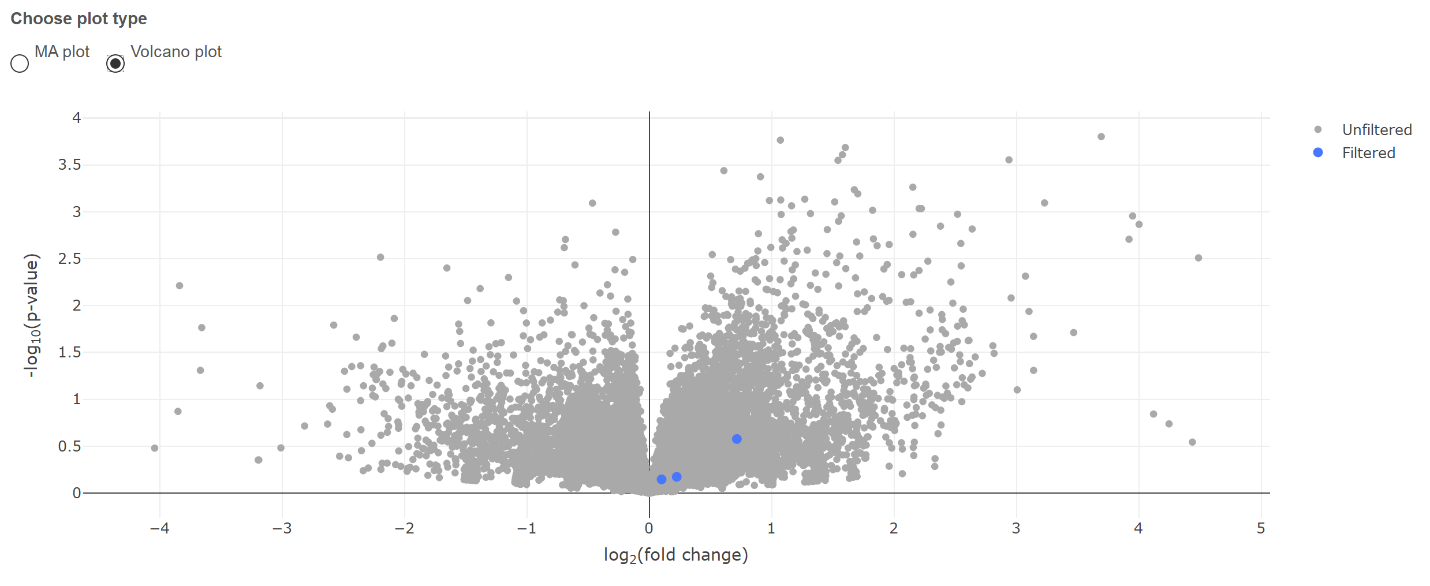 Choose plot type
MA plot
Volcano plot
4
3.5
3
2.5
2
1.5
1
0.5
0
-log10(p-value)
−4
−3
−2
−1
0
1
2
3
4
5
log2(fold change)
Unfiltered
Filtered